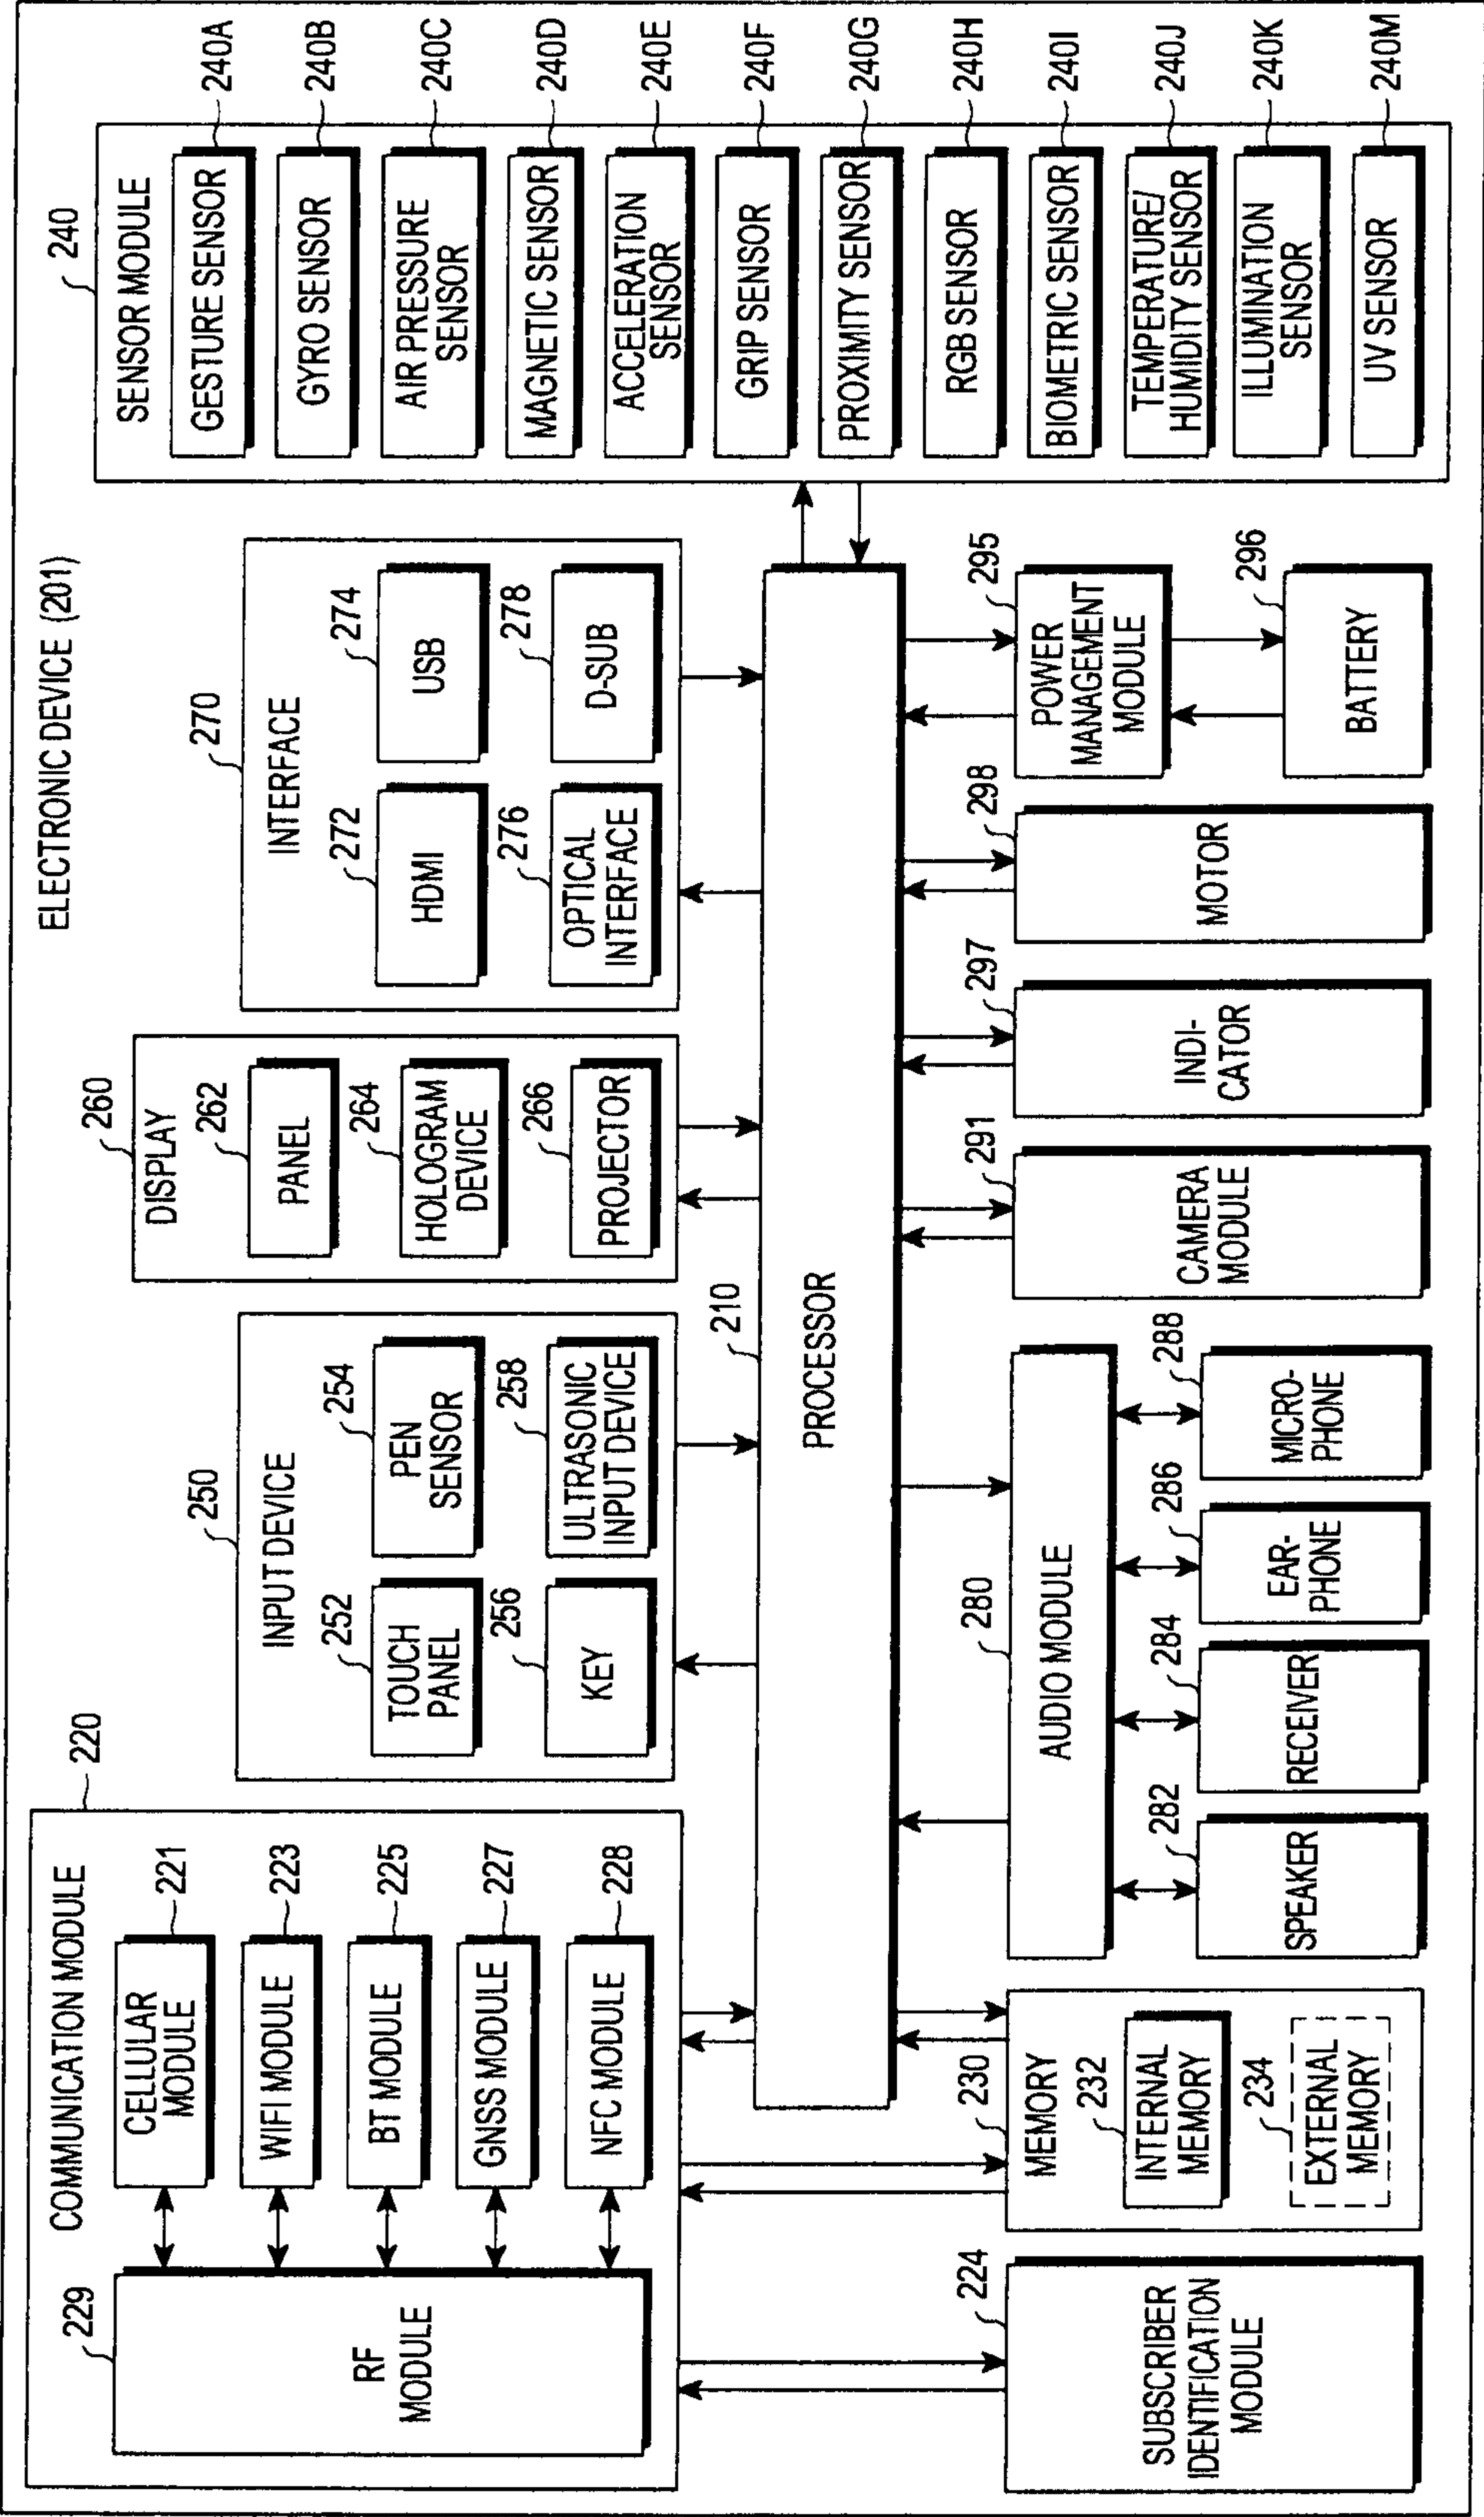 ELECTRONIC DEVICE (201)
220
COMMUNICATION MODULE
229
RF
MODULE
CELLULAR
MODULE
221
WIFI MODULE
223
BT MODULE
225
GNSS MODULE
227
NFC MODULE
228
250
INPUT DEVICE
252
TOUCH
PANEL
254
PEN
SENSOR
256
KEY
258
ULTRASONIC
INPUT DEVICE
260
DISPLAY
262
PANEL
264
HOLOGRAM
DEVICE
266
PROJECTOR
270
INTERFACE
272
HDMI
274
USB
276
OPTICAL
INTERFACE
278
D-SUB
240
SENSOR MODULE
GESTURE SENSOR
240A
GYRO SENSOR
240B
AIR PRESSURE
SENSOR
240C
MAGNETIC SENSOR
240D
ACCELERATION
SENSOR
240E
GRIP SENSOR
240F
PROXIMITY SENSOR
240G
RGB SENSOR
240H
BIOMETRIC SENSOR
240I
TEMPERATURE/
HUMIDITY SENSOR
240J
ILLUMINATION
SENSOR
240K
UV SENSOR
240M
210
PROCESSOR
224
SUBSCRIBER
IDENTIFICATION
MODULE
230
MEMORY
232
INTERNAL
MEMORY
234
EXTERNAL
MEMORY
280
AUDIO MODULE
282
SPEAKER
284
RECEIVER
286
EAR-
PHONE
288
MICRO-
PHONE
291
CAMERA
MODULE
297
INDI-
CATOR
298
MOTOR
295
POWER
MANAGEMENT
MODULE
296
BATTERY